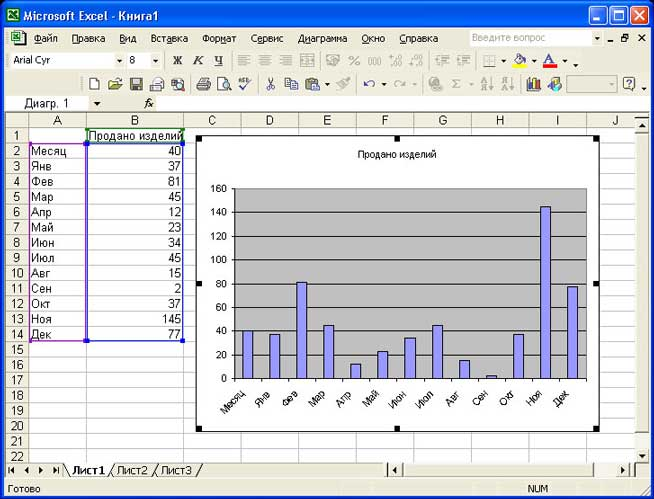 Microsoft Excel - Книга1
Файл Правка Вид Вставка Формат Сервис Диаграмма Окно Справка Введите вопрос
Arial Cyr 8 Ж К Ч % 000
Диагр. 1 fx
A B C D E F G H I J
1 Продано изделий
2 Месяц 40
3 Янв 37
4 Фев 81
5 Мар 45
6 Апр 12
7 Май 23
8 Июн 34
9 Июл 45
10 Авг 15
11 Сен 2
12 Окт 37
13 Ноя 145
14 Дек 77
15
16
17
18
19
20
21
22
Продано изделий
160
140
120
100
80
60
40
20
0
Месяц Янв Фев Мар Апр Май Июн Июл Авг Сен Окт Ноя Дек
Лист1 Лист2 Лист3
Готово NUM